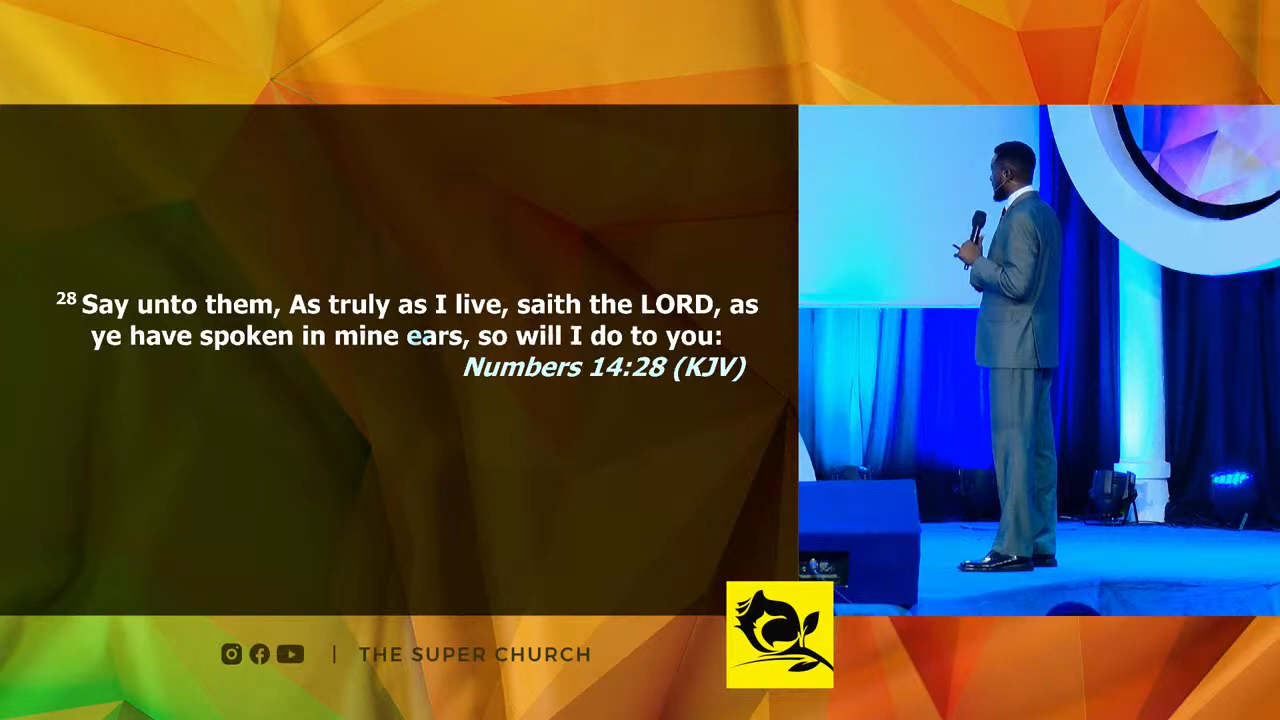 28 Say unto them, As truly as I live, saith the LORD, as
ye have spoken in mine ears, so will I do to you:
Numbers 14:28 (KJV)
| THE SUPER CHURCH